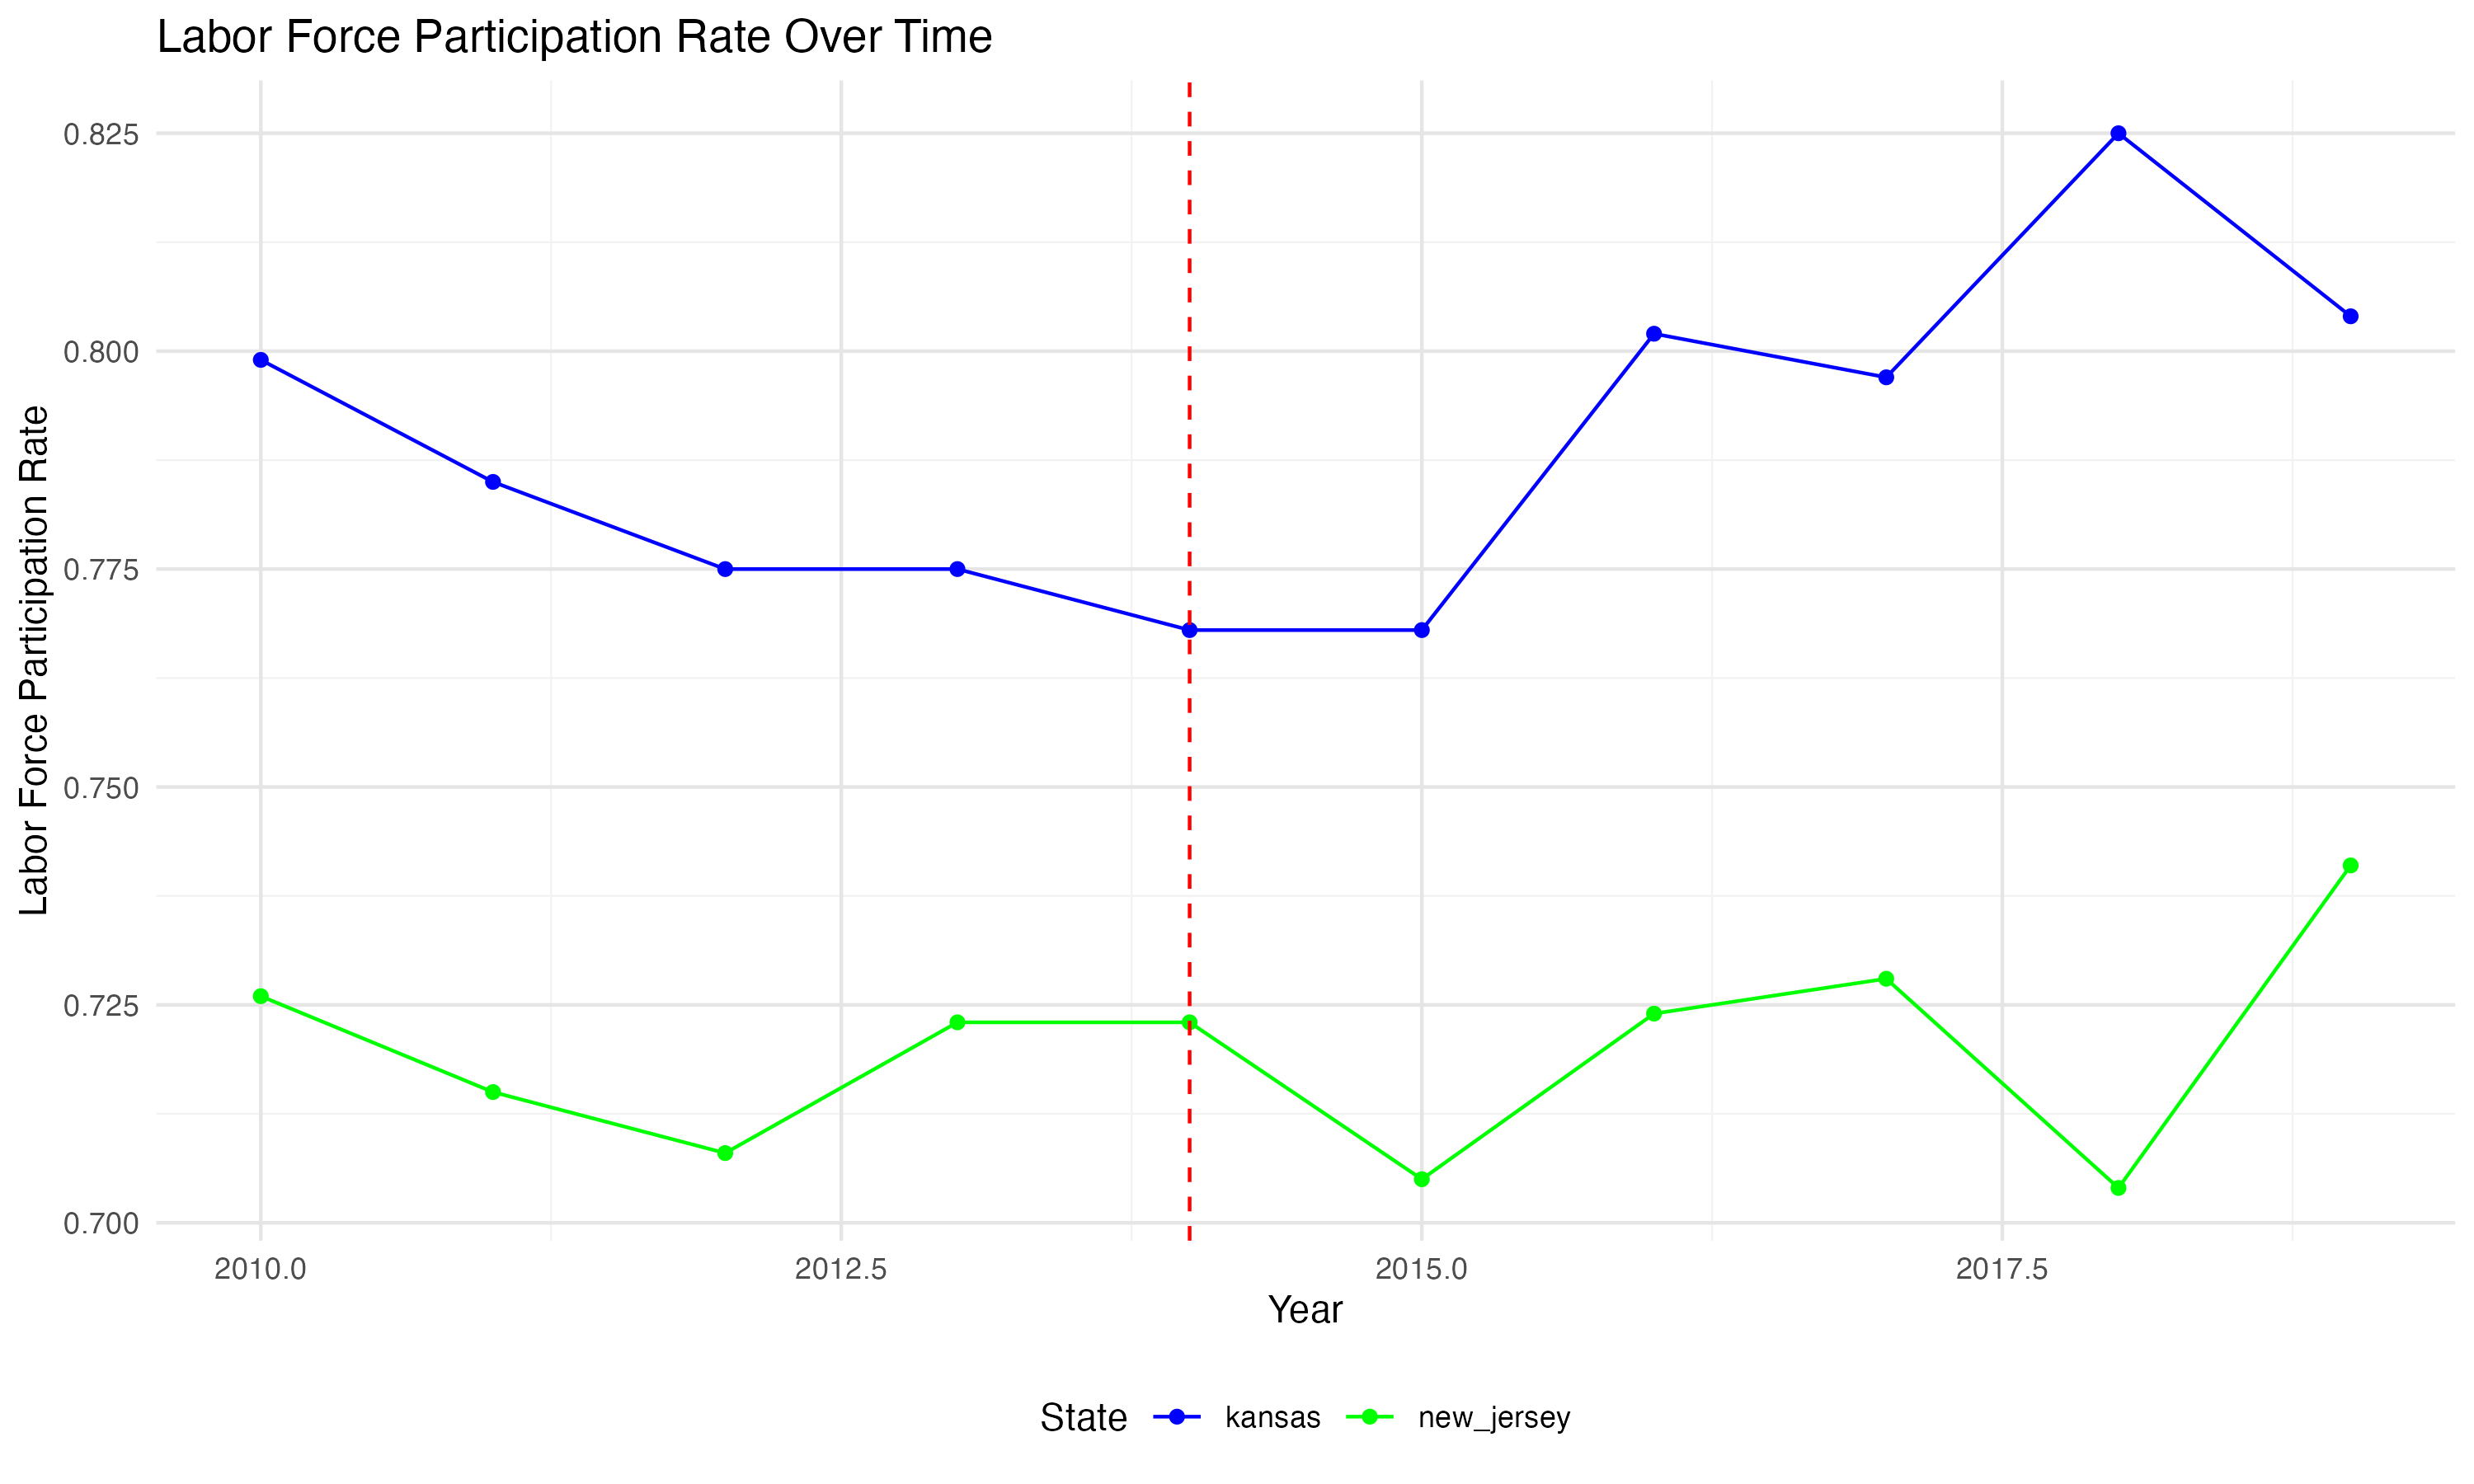 Labor Force Participation Rate Over Time
Labor Force Participation Rate
0.825
0.800
0.775
0.750
0.725
0.700
2010.0 2012.5 2015.0 2017.5
Year
State kansas new_jersey